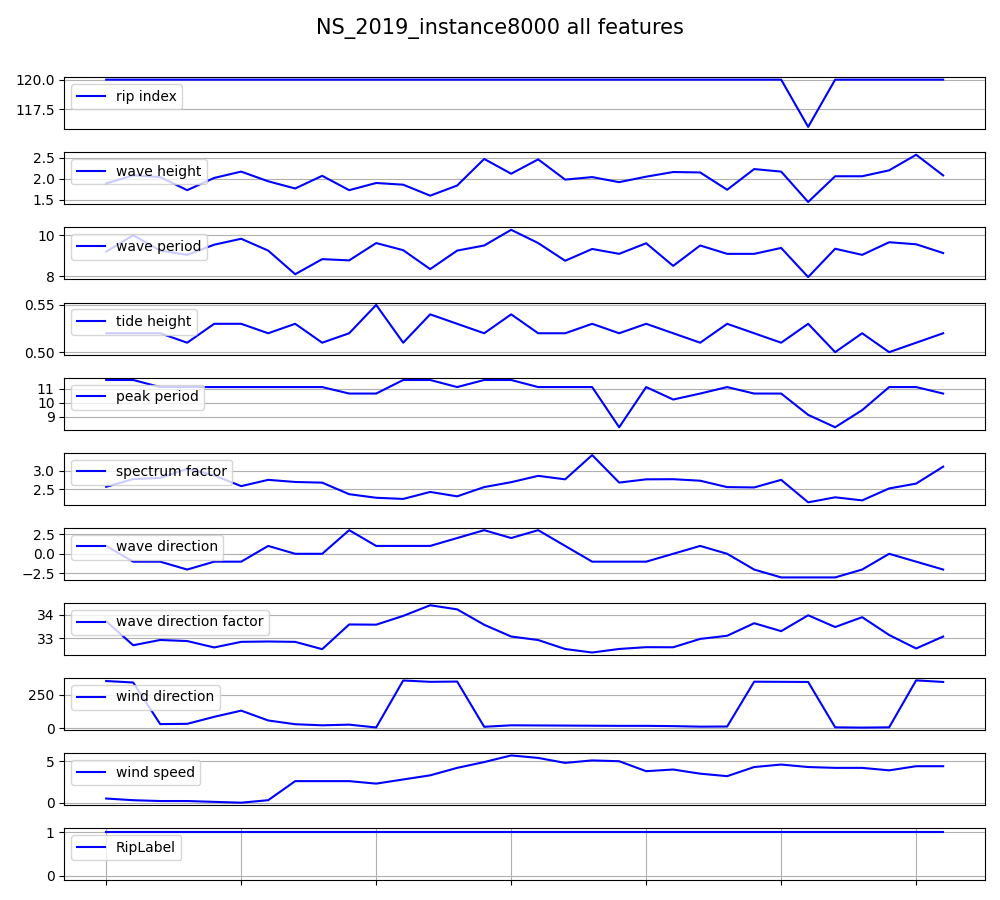 NS_2019_instance8000 all features
120.0
117.5
rip index
2.5
2.0
1.5
wave height
10
8
wave period
0.55
0.50
tide height
11
10
9
peak period
3.0
2.5
spectrum factor
2.5
0.0
−2.5
wave direction
34
33
wave direction factor
250
0
wind direction
5
0
wind speed
1
0
RipLabel